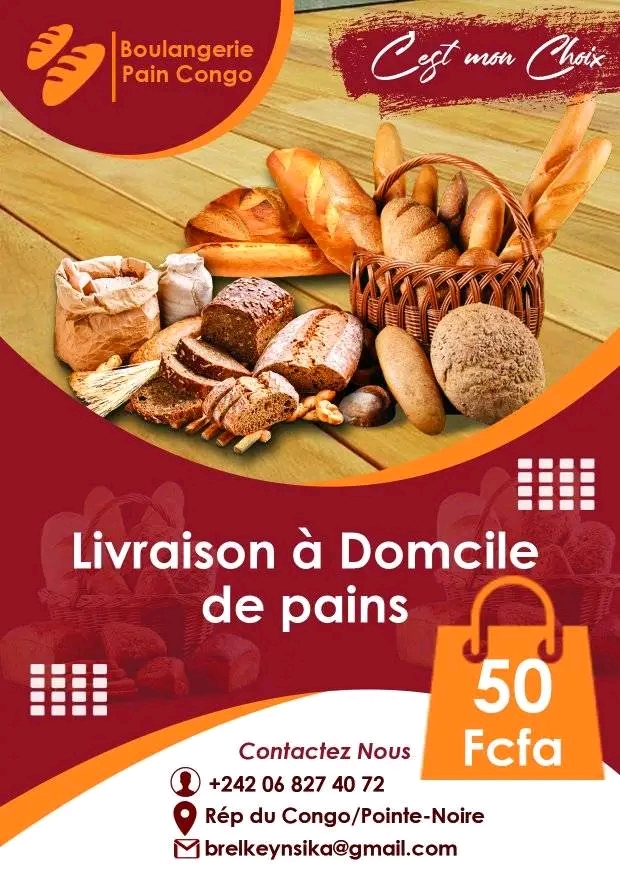 Boulangerie
Pain Congo
C'est mon Choix
Livraison à Domcile
de pains
50
Fcfa
Contactez Nous
+242 06 827 40 72
Rép du Congo/Pointe-Noire
brelkeynsika@gmail.com